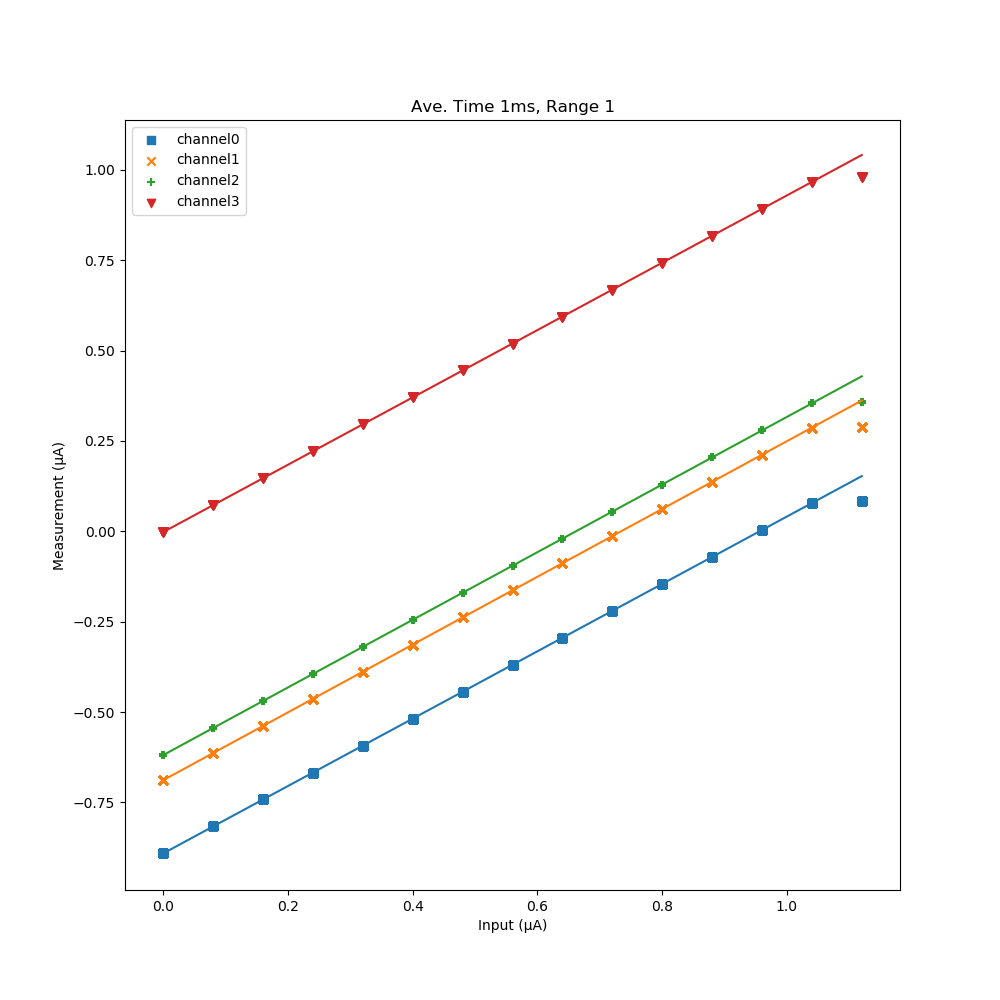 Ave. Time 1ms, Range 1
channel0
channel1
channel2
channel3
1.00
0.75
0.50
0.25
0.00
−0.25
−0.50
−0.75
Measurement (μA)
0.0 0.2 0.4 0.6 0.8 1.0
Input (μA)